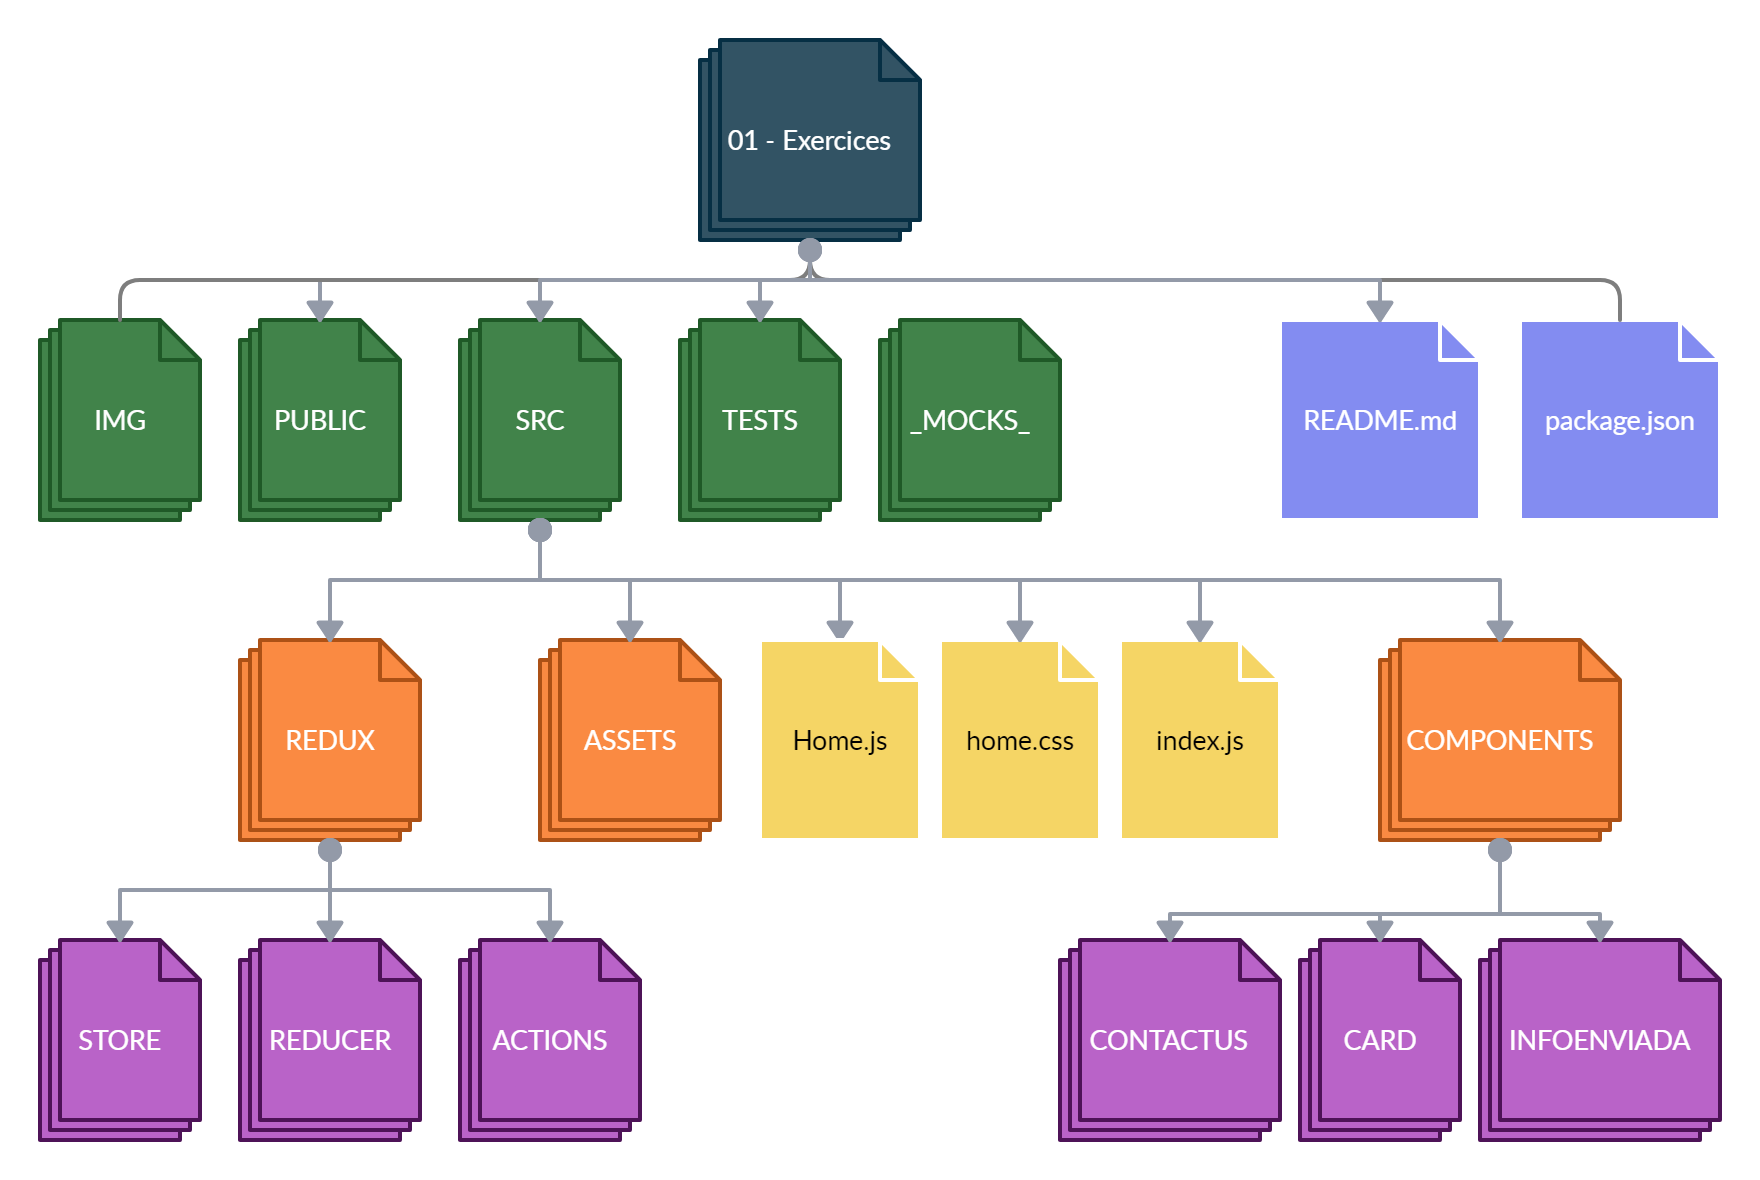 01 - Exercices
IMG
PUBLIC
SRC
TESTS
_MOCKS_
README.md
package.json
REDUX
ASSETS
Home.js
home.css
index.js
COMPONENTS
STORE
REDUCER
ACTIONS
CONTACTUS
CARD
INFOENVIADA